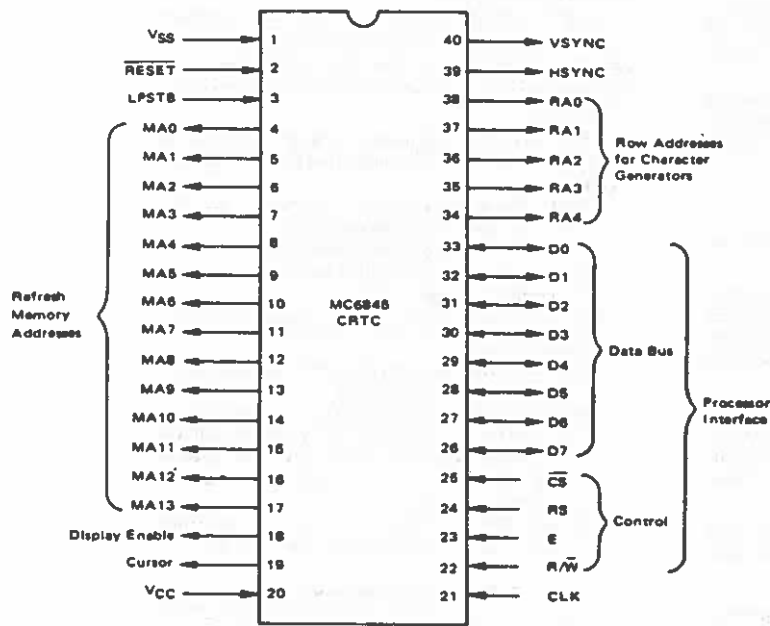 VSS 1 40 VSYNC
RESET 2 39 HSYNC
LPSTB 3 38 RA0
MA0 4 37 RA1
MA1 5 36 RA2
MA2 6 35 RA3
MA3 7 34 RA4
MA4 8 33 D0
MA5 9 32 D1
MA6 10 31 D2
MA7 11 30 D3
MA8 12 29 D4
MA9 13 28 D5
MA10 14 27 D6
MA11 15 26 D7
MA12 16 25 CS
MA13 17 24 RS
Display Enable 18 23 E
Cursor 19 22 R/W
VCC 20 21 CLK
MC6845
CRTC
Refresh
Memory
Addresses
Row Addresses
for Character
Generators
Data Bus
Control
Processor
Interface